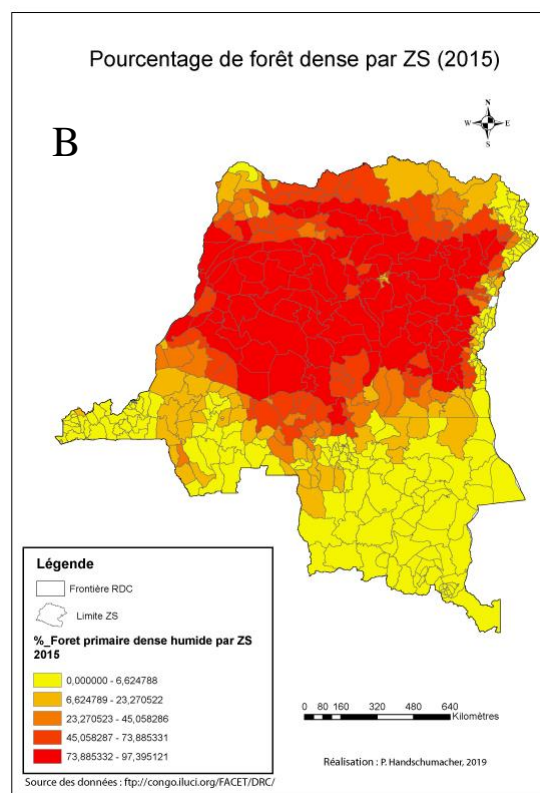 Pourcentage de forêt dense par ZS (2015)
B
N
W E
S
Légende
Frontière RDC
Limite ZS
%_Foret primaire dense humide par ZS
2015
0,000000 - 6,624788
6,624789 - 23,270522
23,270523 - 45,058286
45,058287 - 73,885331
73,885332 - 97,395121
0 80 160 320 480 640
Kilomètres
Réalisation : P. Handschumacher, 2019
Source des données : ftp://congo.iluci.org/FACET/DRC/